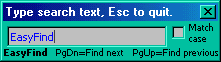 Type search text, Esc to quit.
EasyFind
Match case
EasyFind PgDn=Find next PgUp=Find previous